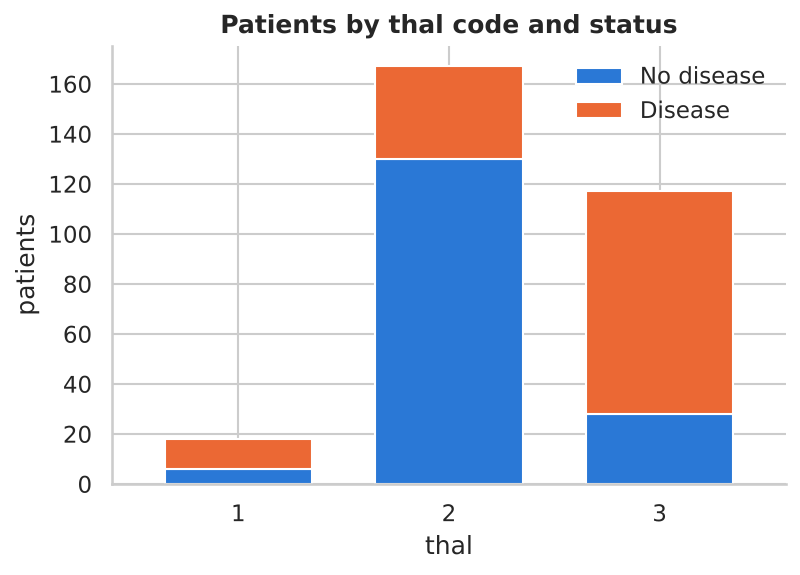 Patients by thal code and status
No disease
Disease
160
140
120
100
80
60
40
20
0
patients
1 2 3
thal